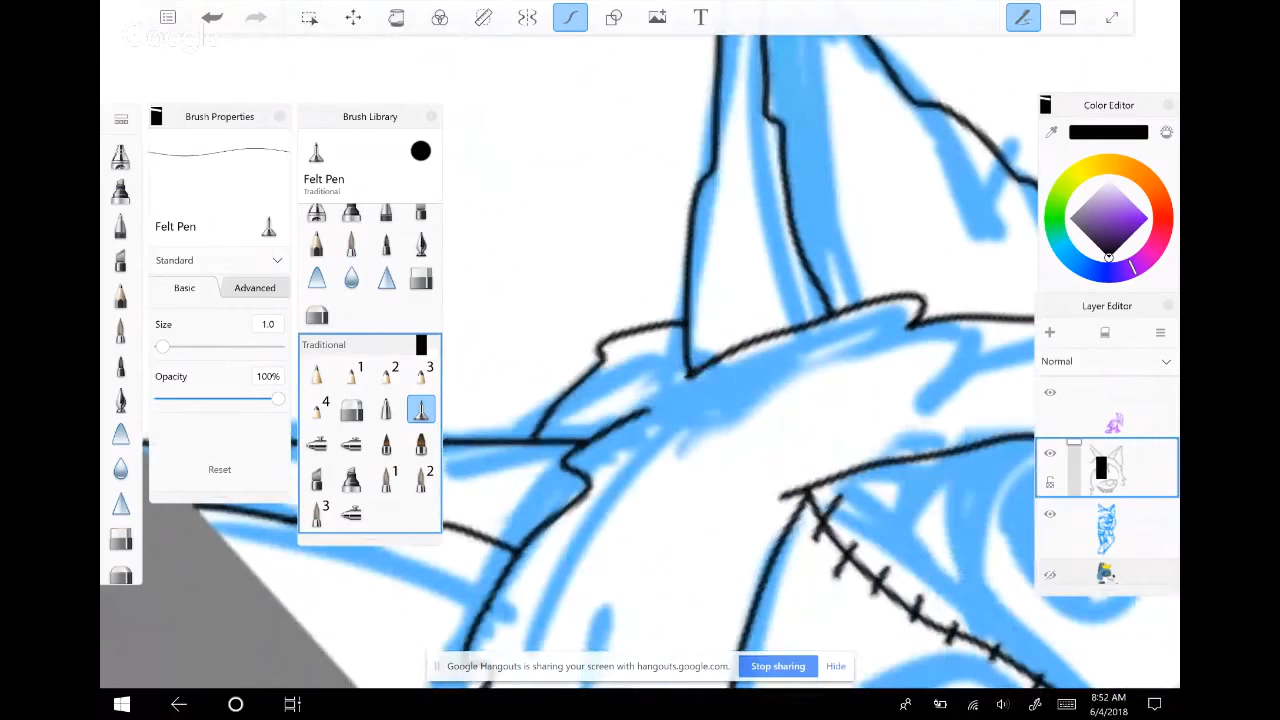 T
Google
Brush Properties
Brush Library
Color Editor
Felt Pen
Traditional
Felt Pen
Standard
Basic
Advanced
Size
1.0
Opacity
100%
Reset
Traditional
1
2
3
4
1
2
3
Layer Editor
Normal
Google Hangouts is sharing your screen with hangouts.google.com.
Stop sharing
Hide
8:52 AM
6/4/2018